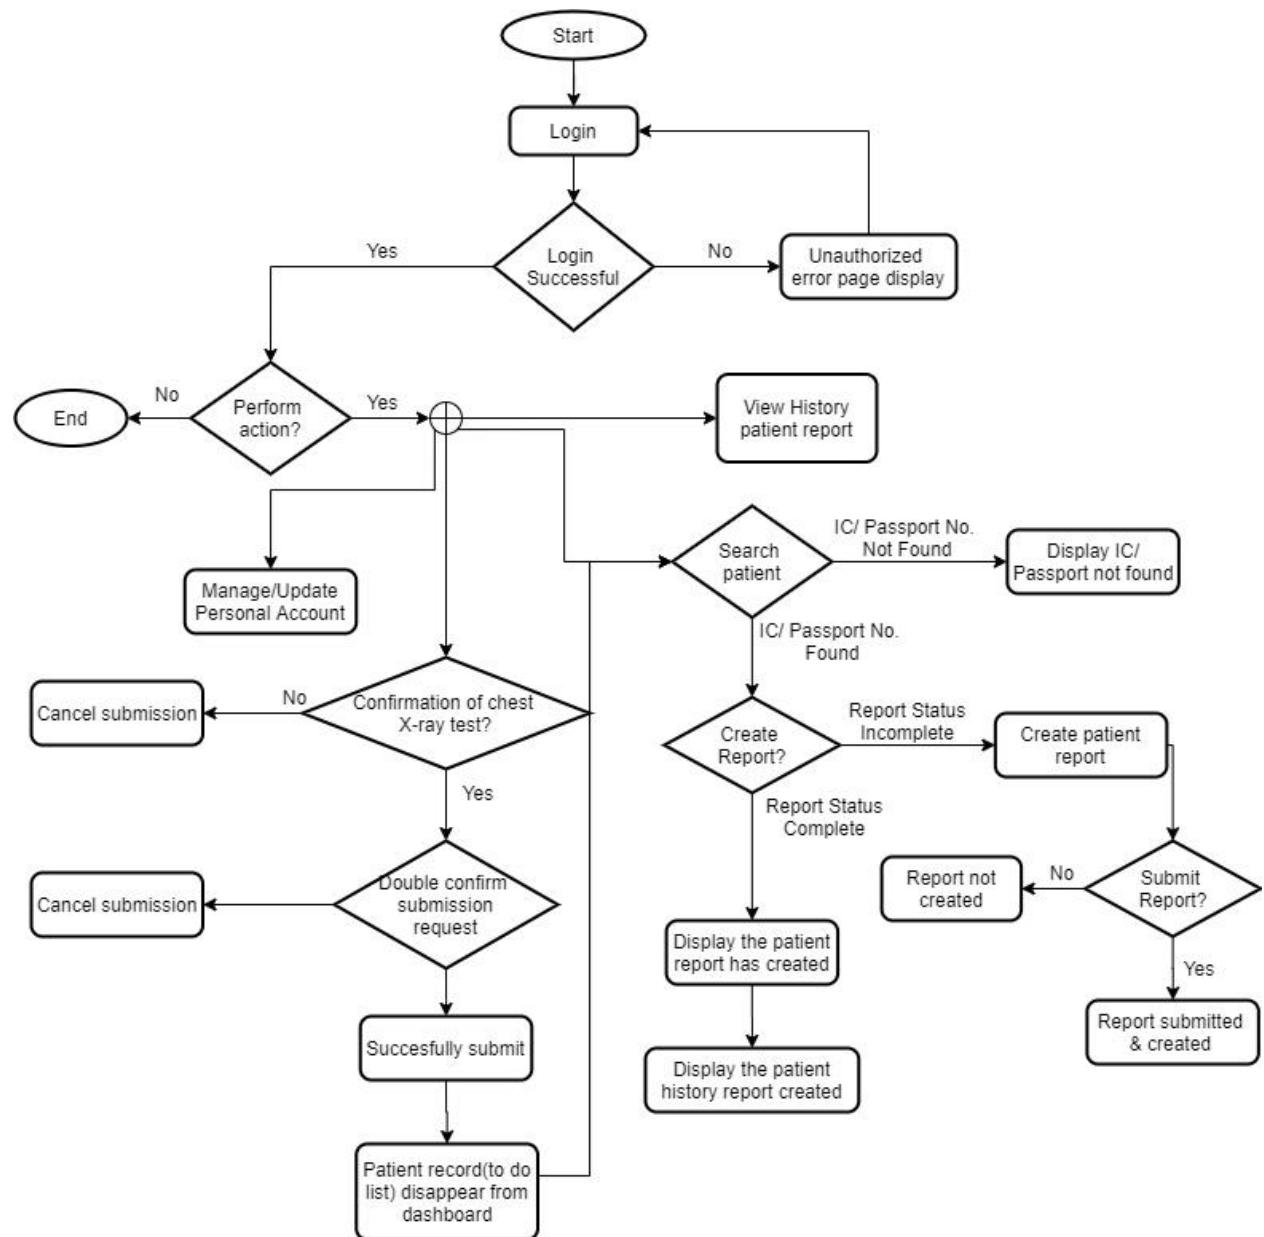 Start
Login
Login
Successful
Yes
No
Unauthorized
error page display
Perform
action?
No
End
Yes
View History
patient report
Manage/Update
Personal Account
Search
patient
IC/ Passport No.
Not Found
Display IC/
Passport not found
IC/ Passport No.
Found
Confirmation of chest
X-ray test?
No
Cancel submission
Yes
Create
Report?
Report Status
Incomplete
Create patient
report
Report Status
Complete
Double confirm
submission
request
Cancel submission
Submit
Report?
No
Report not
created
Yes
Report submitted
& created
Display the patient
report has created
Display the patient
history report created
Succesfully submit
Patient record(to do
list) disappear from
dashboard